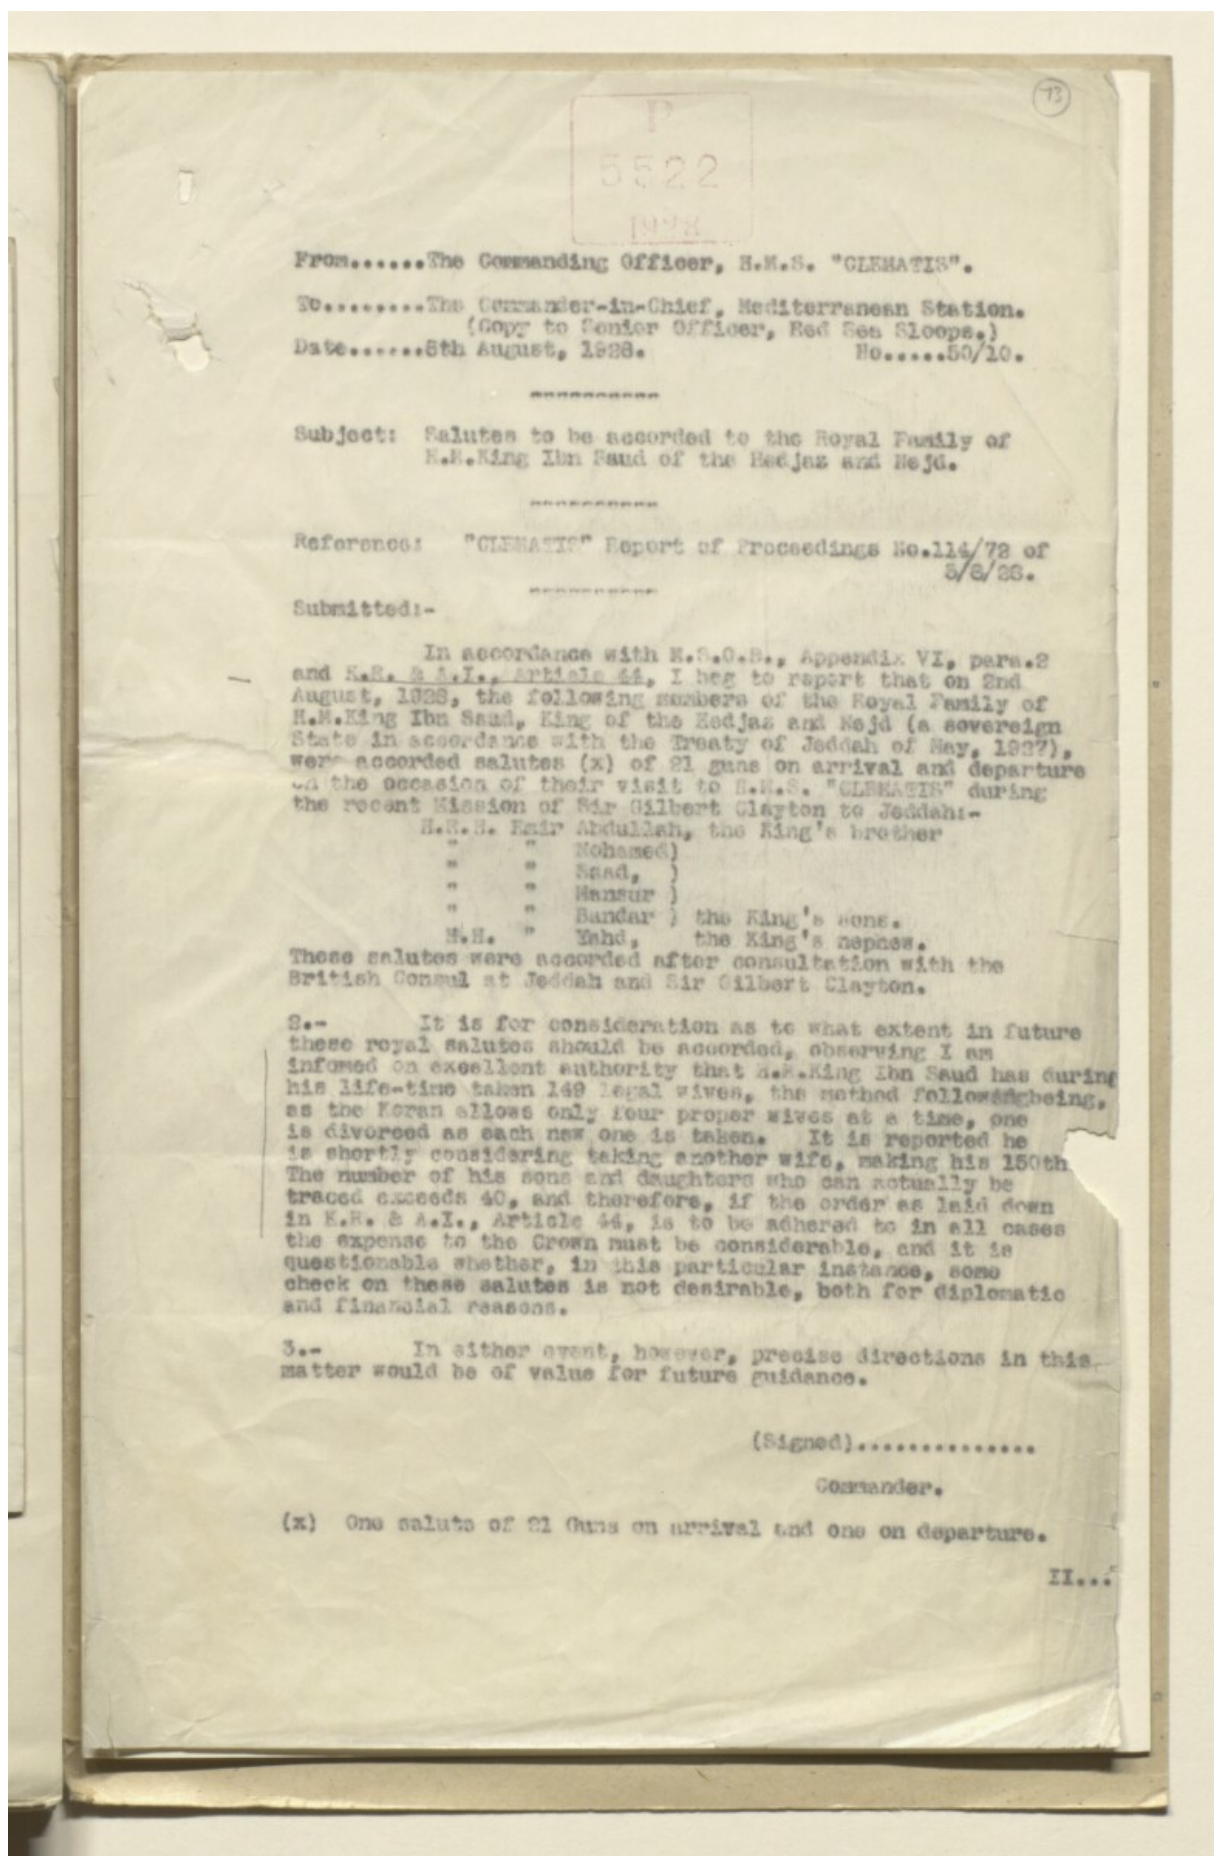 73
P
5522
1928
From......The Commanding Officer, H.M.S. "CLEMATIS".
To.........The Commander-in-Chief, Mediterranean Station.
(Copy to Senior Officer, Red Sea Sloops.)
Date.......8th August, 1928. No.....50/10.
----------
Subject: Salutes to be accorded to the Royal Family of
H.M.King Ibn Saud of the Hedjaz and Nejd.
----------
Reference: "CLEMATIS" Report of Proceedings No.114/72 of
8/8/28.
----------
Submitted:-
In accordance with M.S.O.B., Appendix VI, para.2
and K.R. & A.I., Article 44, I beg to report that on 2nd
August, 1928, the following members of the Royal Family of
H.M.King Ibn Saud, King of the Hedjaz and Nejd (a sovereign
State in accordance with the Treaty of Jeddah of May, 1927),
were accorded salutes (x) of 21 guns on arrival and departure
on the occasion of their visit to H.M.S. "CLEMATIS" during
the recent Mission of Sir Gilbert Clayton to Jeddah:-
H.R.H. Emir Abdullah, the King's brother
" " Mohamed)
" " Saad, )
" " Mansur )
" " Bandar ) the King's sons.
H.H. " Fahd, the King's nephew.
These salutes were accorded after consultation with the
British Consul at Jeddah and Sir Gilbert Clayton.
2.- It is for consideration as to what extent in future
these royal salutes should be accorded, observing I am
infomed on excellent authority that H.M.King Ibn Saud has during
his life-time taken 149 legal wives, the method followingbeing,
as the Koran allows only four proper wives at a time, one
is divorced as each new one is taken. It is reported he
is shortly considering taking another wife, making his 150th
The number of his sons and daughters who can actually be
traced exceeds 40, and therefore, if the order as laid down
in K.R. & A.I., Article 44, is to be adhered to in all cases
the expense to the Crown must be considerable, and it is
questionable whether, in this particular instance, some
check on these salutes is not desirable, both for diplomatic
and financial reasons.
3.- In either event, however, precise directions in this
matter would be of value for future guidance.
(Signed)...............
Commander.
(x) One salute of 21 Guns on arrival and one on departure.
II...